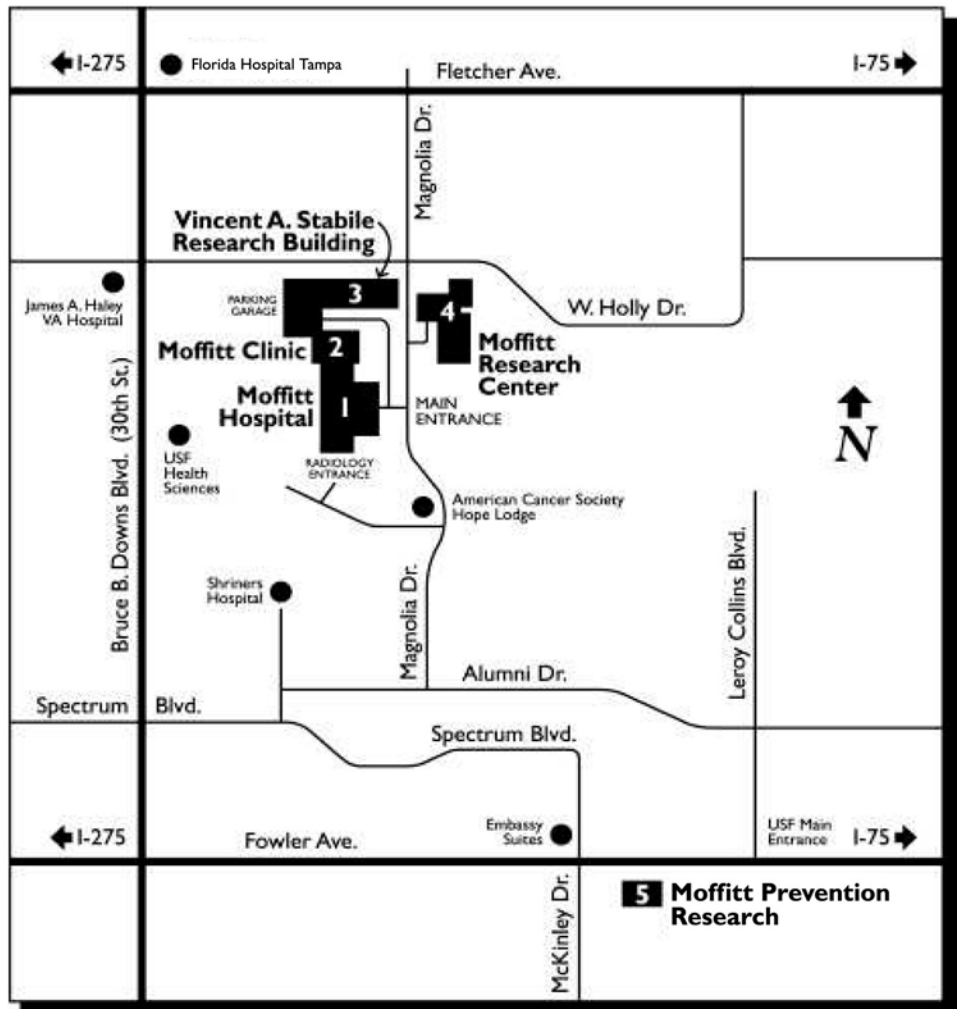 I-275
Florida Hospital Tampa
Fletcher Ave.
I-75
Magnolia Dr.
Vincent A. Stabile
Research Building
3
PARKING
GARAGE
James A. Haley
VA Hospital
4
W. Holly Dr.
Moffitt Clinic
2
Moffitt
Research
Center
Moffitt
Hospital
1
MAIN
ENTRANCE
N
Bruce B. Downs Blvd. (30th St.)
USF
Health
Sciences
RADIOLOGY
ENTRANCE
American Cancer Society
Hope Lodge
Shriners
Hospital
Magnolia Dr.
Leroy Collins Blvd.
Alumni Dr.
Spectrum Blvd.
Spectrum Blvd.
I-275
Fowler Ave.
Embassy
Suites
USF Main
Entrance
I-75
McKinley Dr.
5
Moffitt Prevention
Research